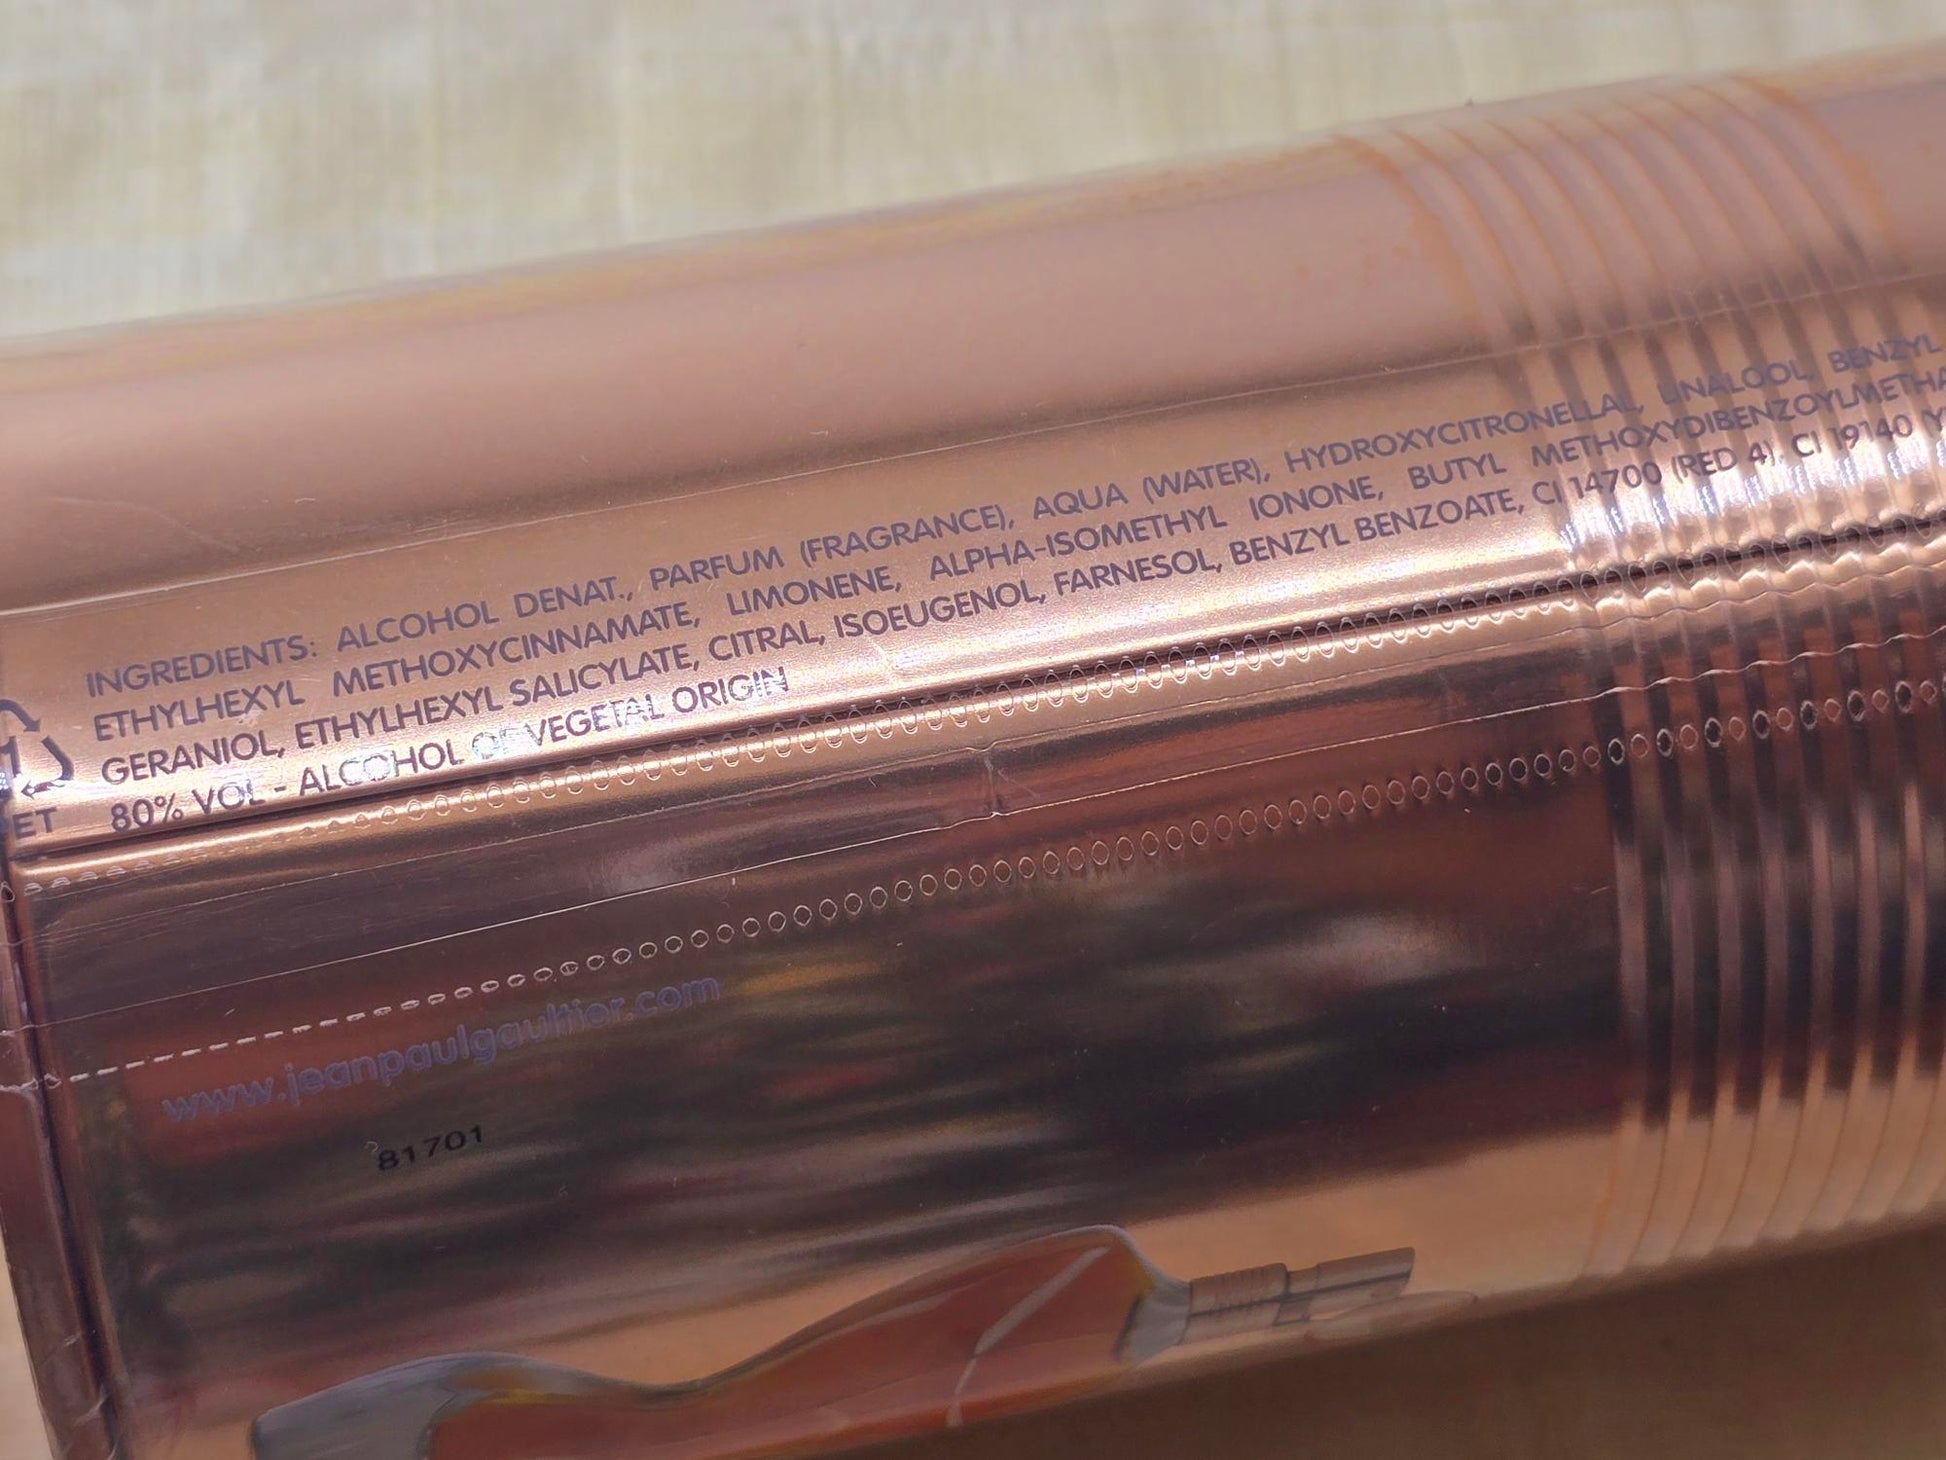 INGREDIENTS: ALCOHOL DENAT., PARFUM (FRAGRANCE), AQUA (WATER), HYDROXYCITRONELLAL, LINALOOL, BENZYL
ETHYLHEXYL METHOXYCINNAMATE, LIMONENE, ALPHA-ISOMETHYL IONONE, BUTYL METHOXYDIBENZOYLMETHA
GERANIOL, ETHYLHEXYL SALICYLATE, CITRAL, ISOEUGENOL, FARNESOL, BENZYL BENZOATE, CI 14700 (RED 4), CI 19140
80% VOL - ALCOHOL OF VEGETAL ORIGIN
1
ET
www.jeanpaulgaultier.com
81701